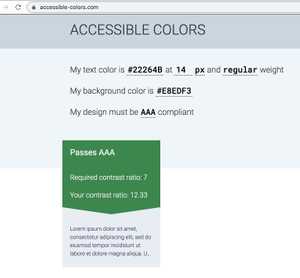 accessible-colors.com
ACCESSIBLE COLORS
My text color is #22264B at 14 px and regular weight
My background color is #E8EDF3
My design must be AAA compliant
Passes AAA
Required contrast ratio: 7
Your contrast ratio: 12.33
Lorem ipsum dolor sit amet,
consectetur adipiscing elit, sed do
eiusmod tempor incididunt ut
labore et dolore magna aliqua. U..